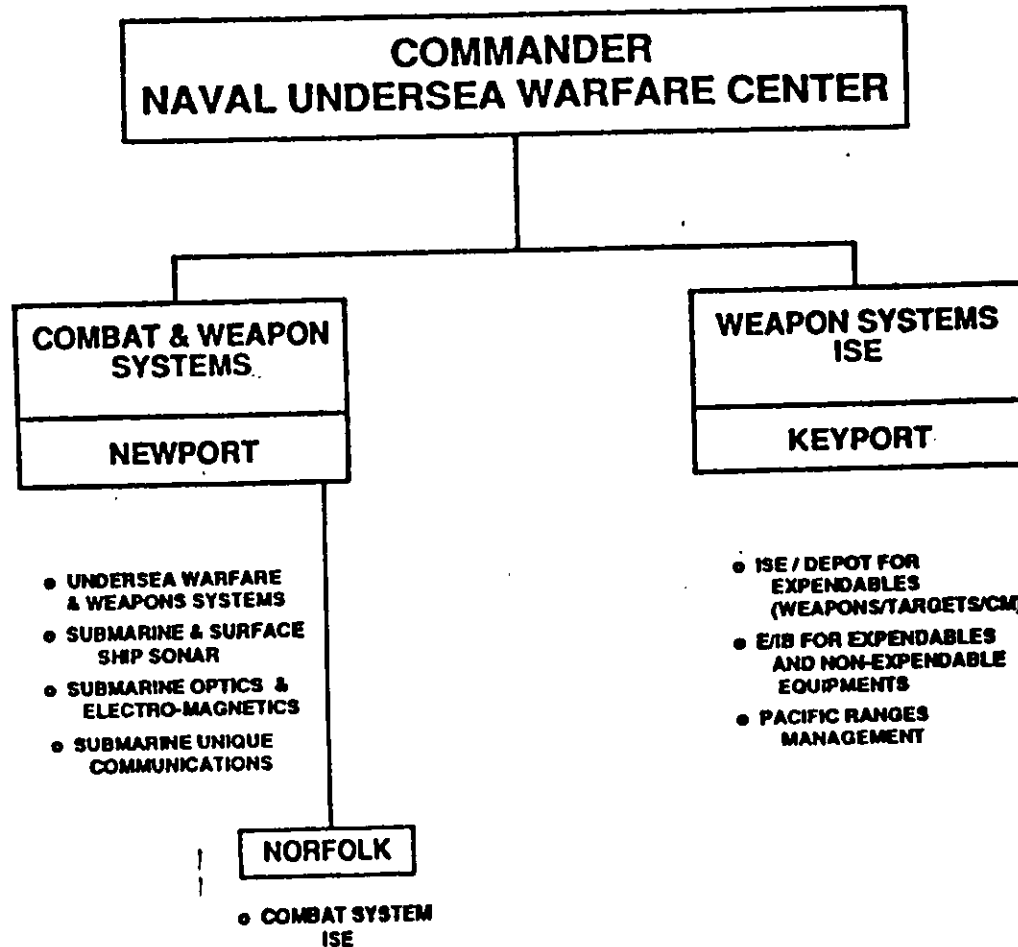 COMMANDER
NAVAL UNDERSEA WARFARE CENTER
COMBAT & WEAPON
SYSTEMS
NEWPORT
● UNDERSEA WARFARE
& WEAPONS SYSTEMS
● SUBMARINE & SURFACE
SHIP SONAR
● SUBMARINE OPTICS &
ELECTRO-MAGNETICS
● SUBMARINE UNIQUE
COMMUNICATIONS
NORFOLK
● COMBAT SYSTEM
ISE
WEAPON SYSTEMS
ISE
KEYPORT
● ISE / DEPOT FOR
EXPENDABLES
(WEAPONS/TARGETS/CM)
● E/IB FOR EXPENDABLES
AND NON-EXPENDABLE
EQUIPMENTS
● PACIFIC RANGES
MANAGEMENT